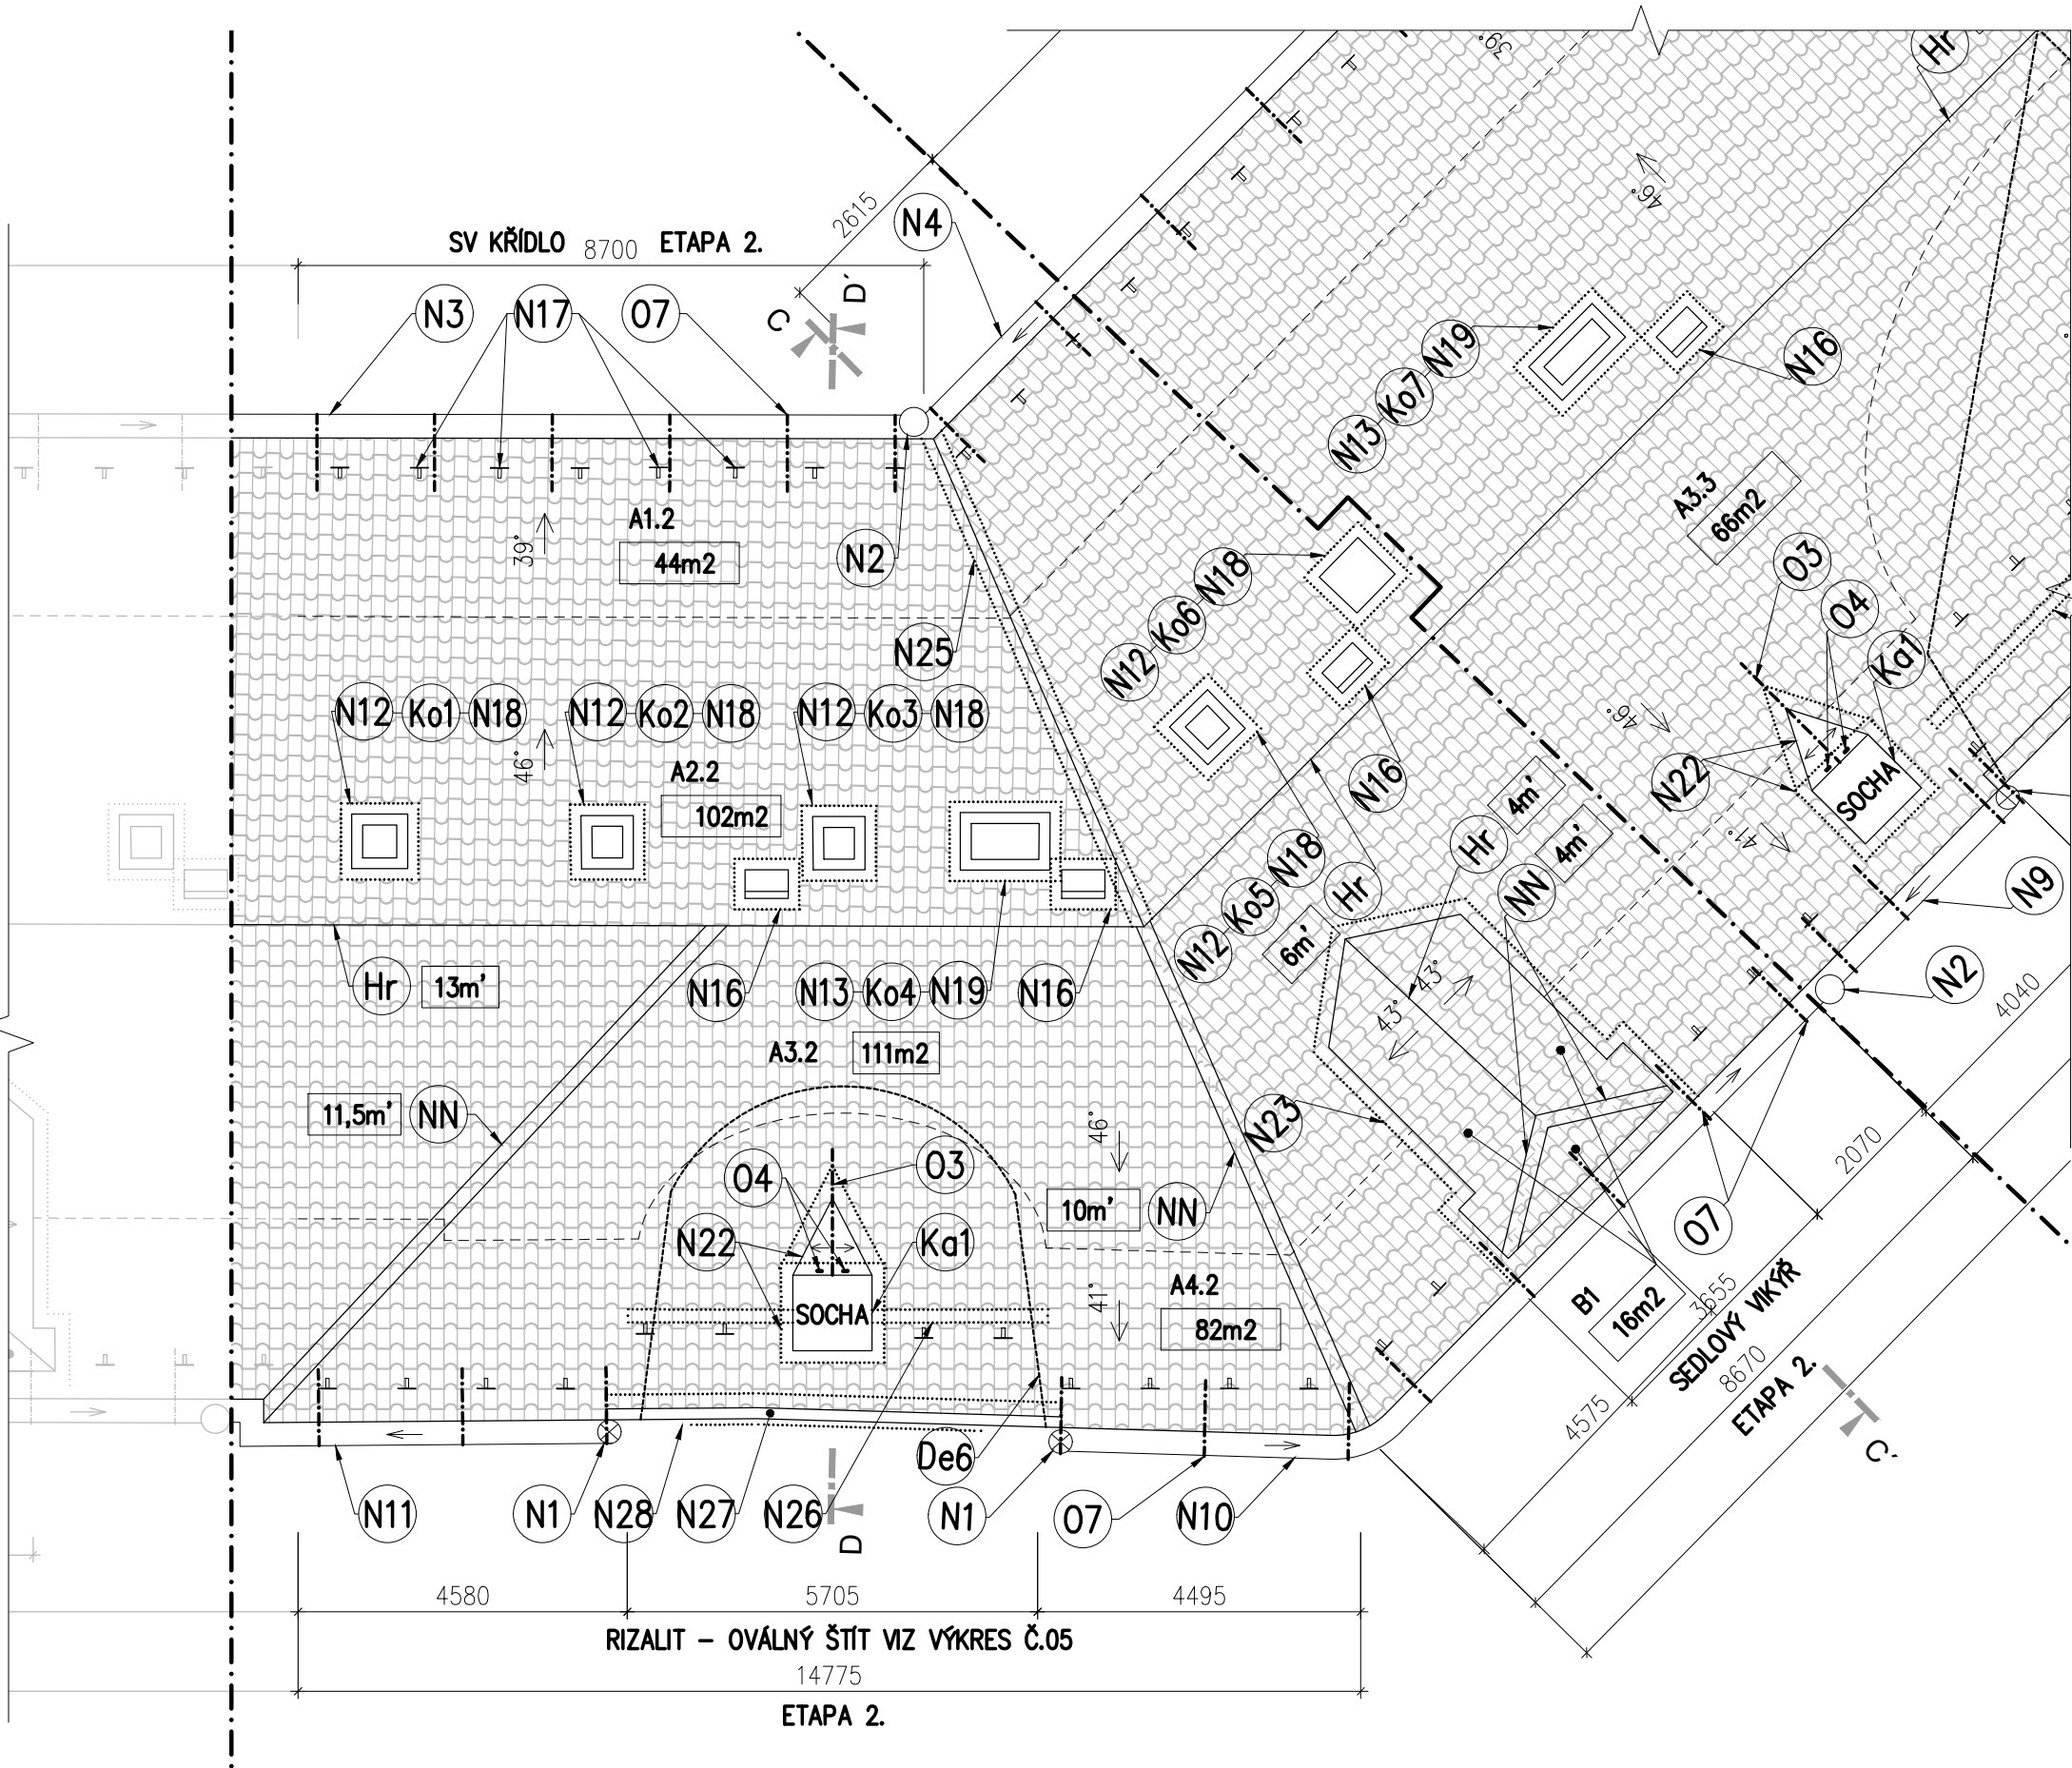 39°
Hr
46°
2615
N4
SV KŘÍDLO 8700 ETAPA 2.
C
D´
N3 N17 O7
N16
N13 Ko7 N19
A1.2
44m2
39°
N2
N25
A3.3
66m2
O3
O4
Ka1
N12 Ko6 N18
N12 Ko1 N18
N12 Ko2 N18
N12 Ko3 N18
46°
A2.2
102m2
46°
N16
N22
SOCHA
41°
4m'
Hr
4m'
NN
N9
N12 Ko5 N18
Hr
6m'
N2
4040
Hr 13m'
N16
N13 Ko4 N19
N16
43° 43°
A3.2 111m2
11,5m' NN
46°
N23
2070
O4
O3
N22
Ka1
10m' NN
O7
SOCHA
A4.2
82m2
41°
B1
16m2
3655
SEDLOVÝ VIKÝŘ
8670
ETAPA 2.
4575
C´
De6
N11 N1 N28 N27 N26 N1 O7 N10
D
4580 5705 4495
RIZALIT – OVÁLNÝ ŠTÍT VIZ VÝKRES Č.05
14775
ETAPA 2.